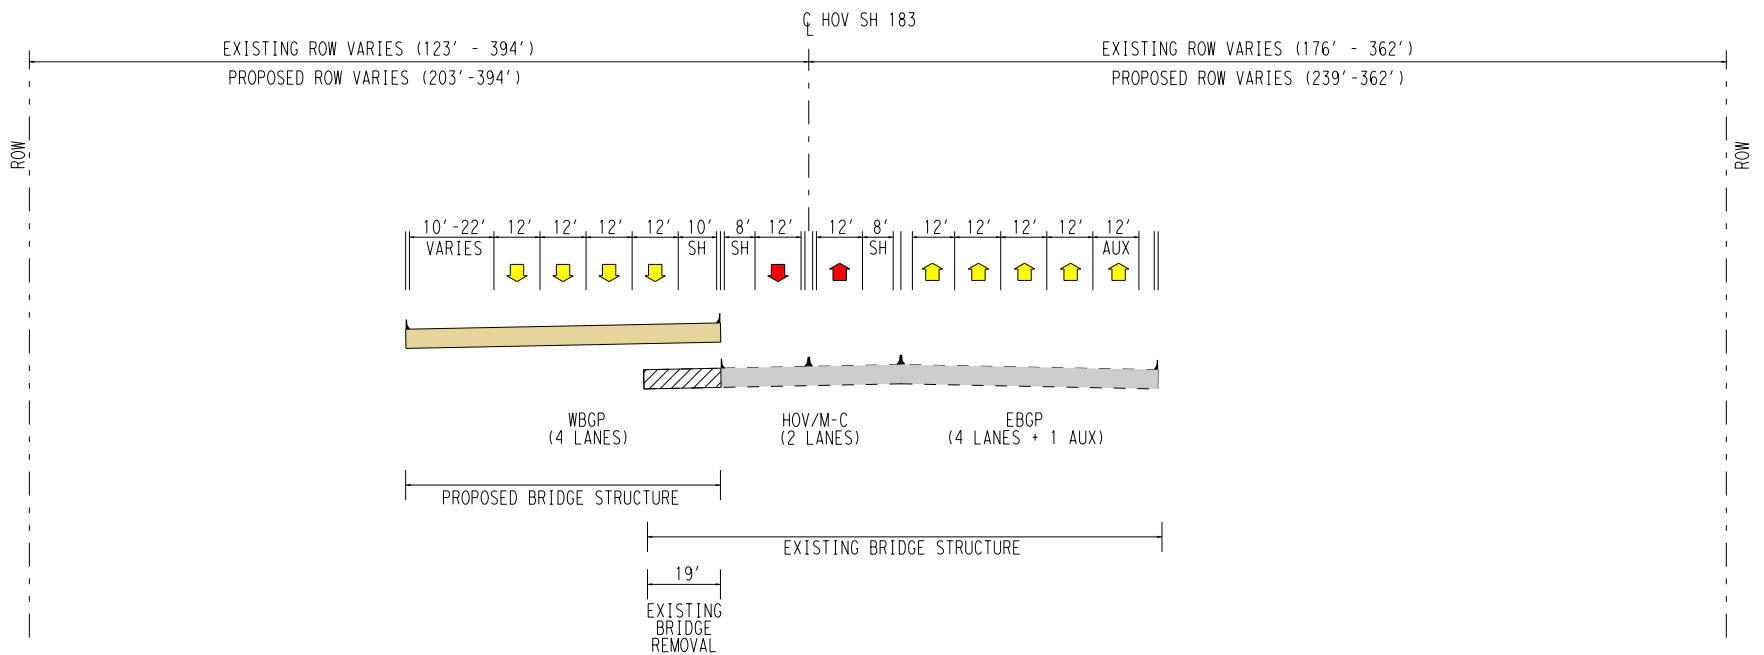 ℄ HOV SH 183
EXISTING ROW VARIES (123' - 394')
EXISTING ROW VARIES (176' - 362')
PROPOSED ROW VARIES (203'-394')
PROPOSED ROW VARIES (239'-362')
ROW
ROW
10'-22' 12' 12' 12' 12' 10' 8' 12' 12' 8' 12' 12' 12' 12' 12'
VARIES SH SH SH AUX
WBGP
(4 LANES)
HOV/M-C
(2 LANES)
EBGP
(4 LANES + 1 AUX)
PROPOSED BRIDGE STRUCTURE
EXISTING BRIDGE STRUCTURE
19'
EXISTING
BRIDGE
REMOVAL